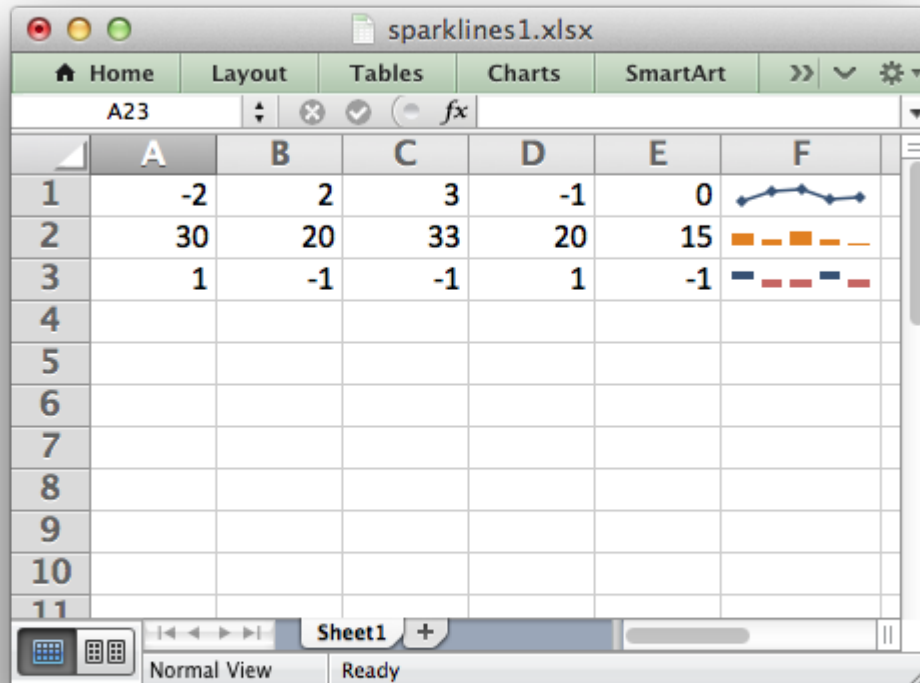 sparklines1.xlsx
Home Layout Tables Charts SmartArt
A23 fx
A B C D E F
1 -2 2 3 -1 0
2 30 20 33 20 15
3 1 -1 -1 1 -1
4
5
6
7
8
9
10
11
Sheet1
Normal View Ready